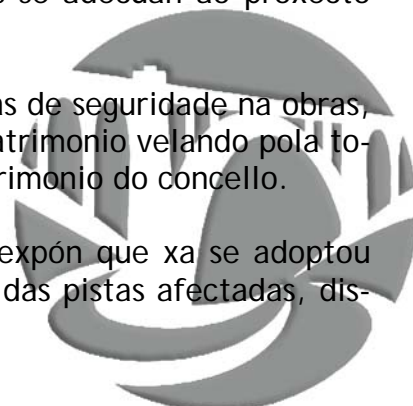 s se adecúan ao proxecto
as de seguridade na obras,
atrimonio velando pola to-
rimonio do concello.
expón que xa se adoptou
das pistas afectadas, dis-